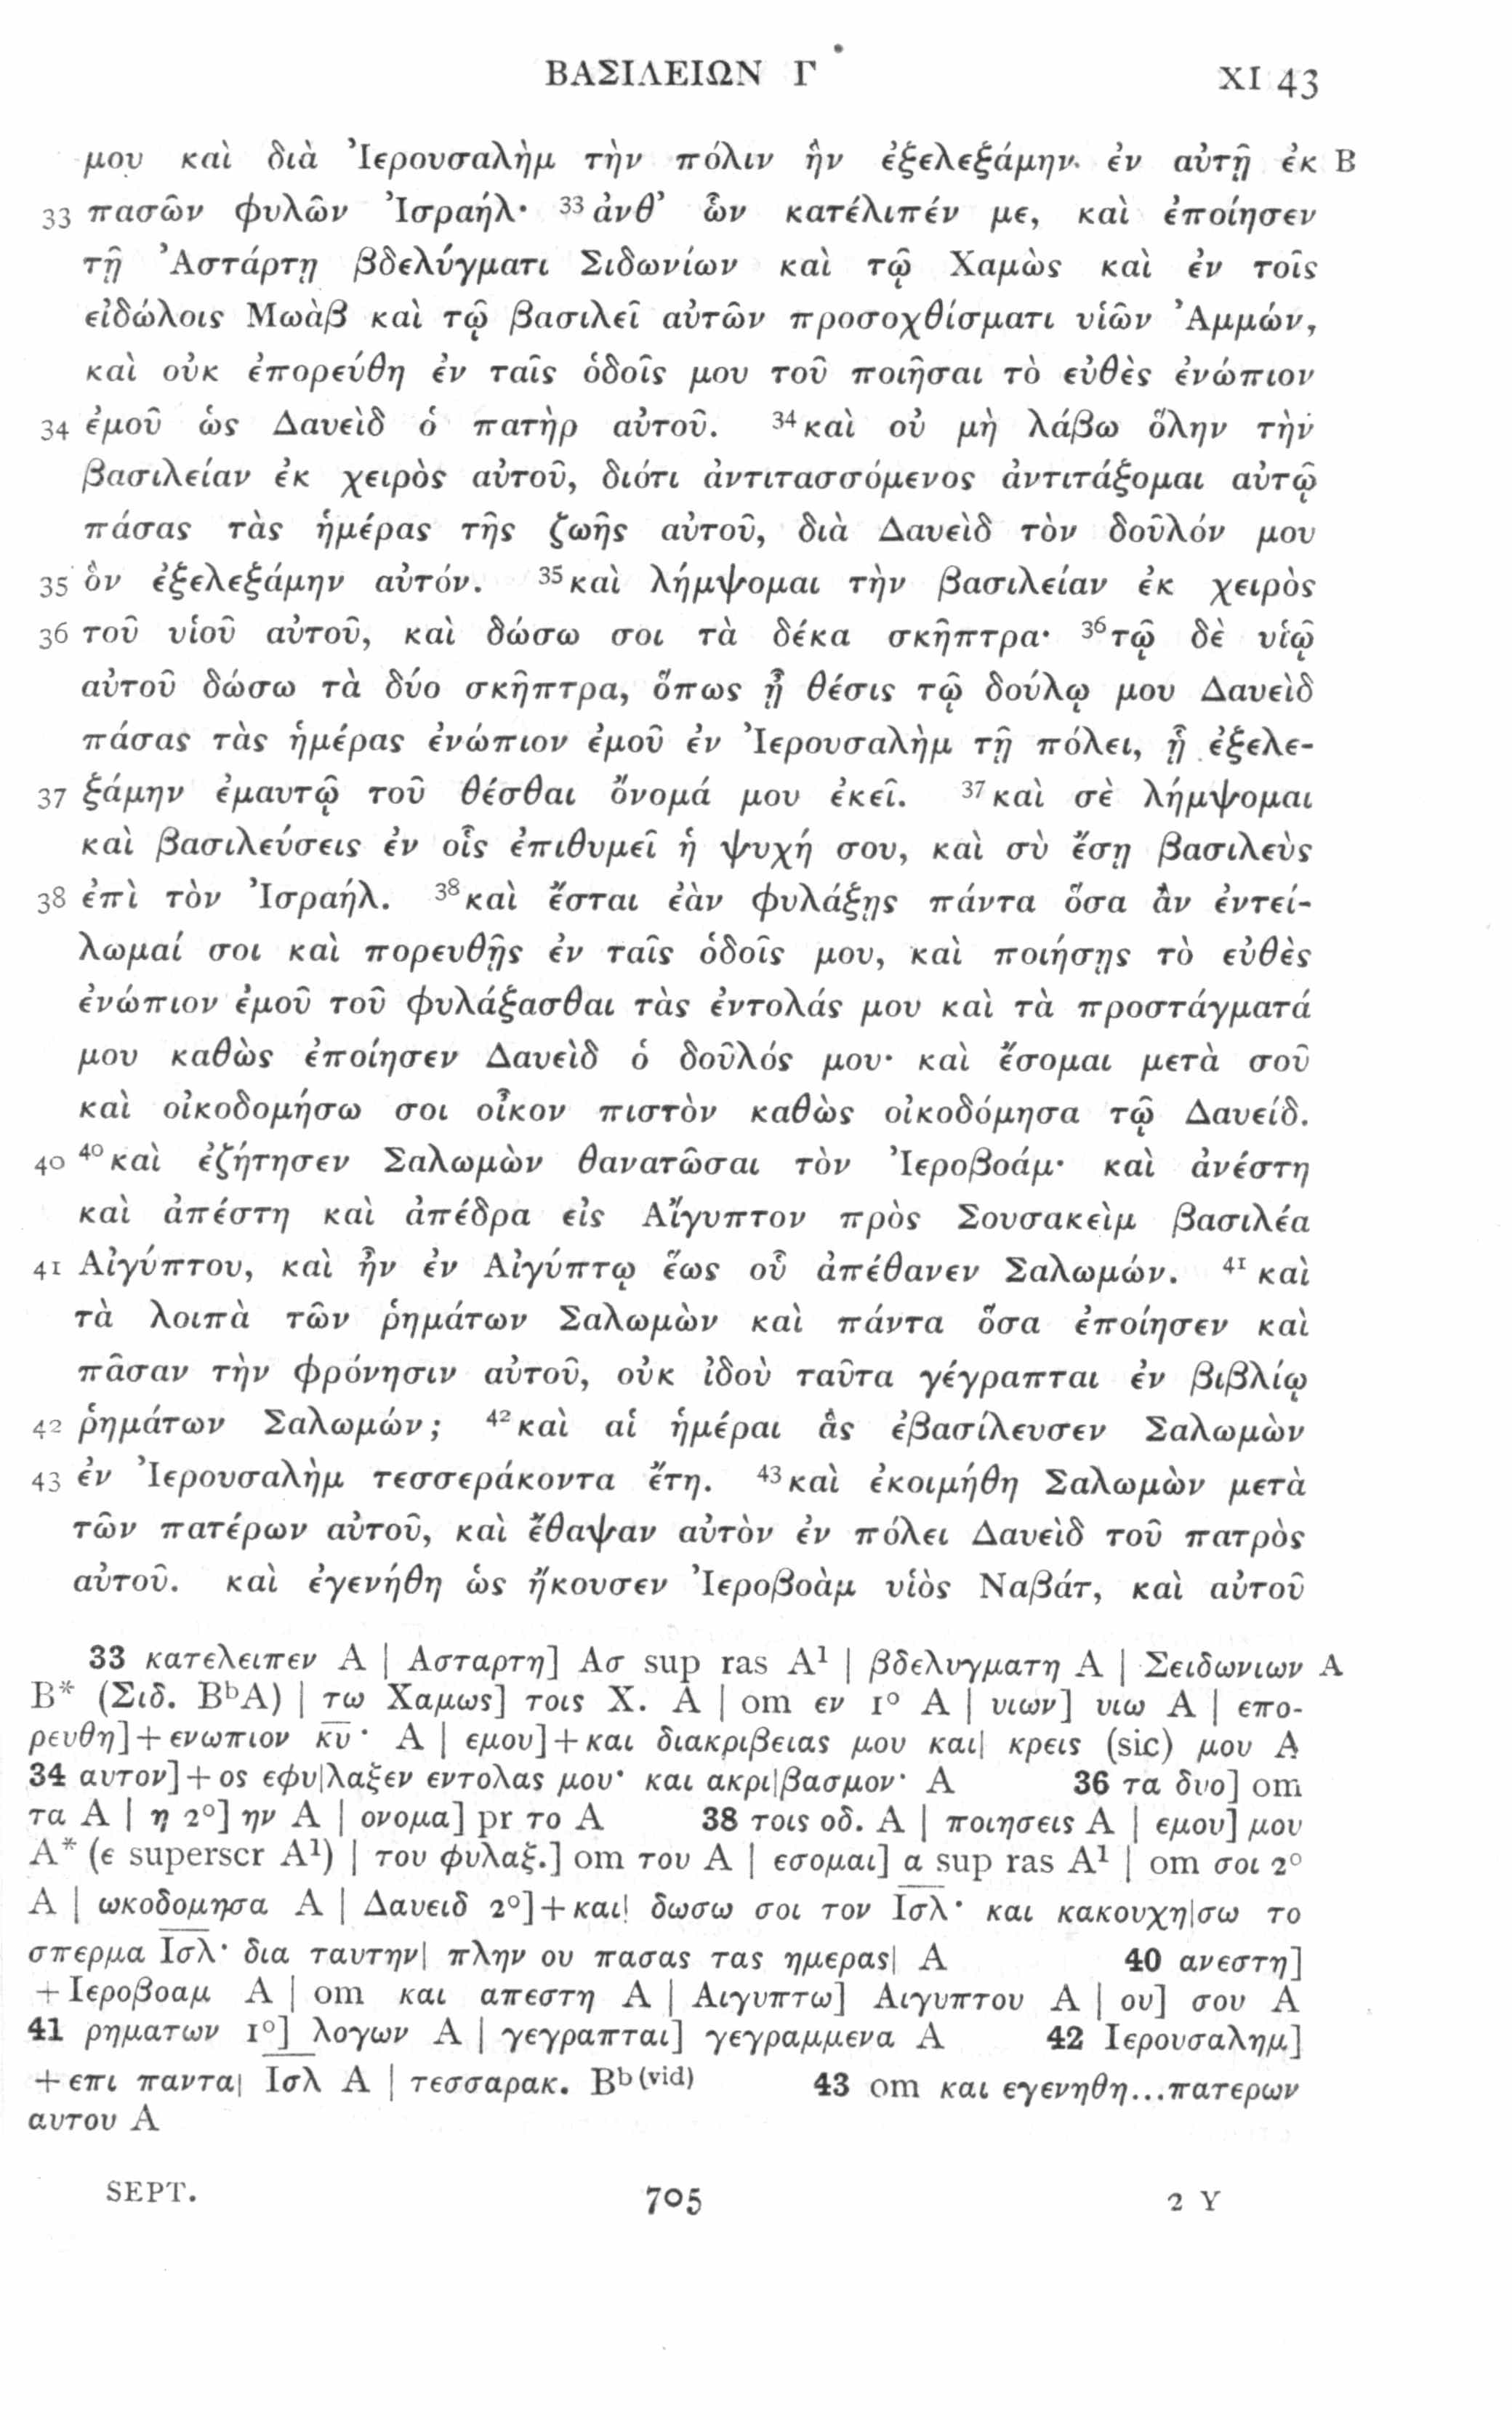 ΒΑΣΙΛΕΙΩΝ Γ XI 43
μου καὶ διὰ Ἰερουσαλὴμ τὴν πόλιν ἣν ἐξελεξάμην ἐν αὐτῇ ἐκ B
33 πασῶν φυλῶν Ἰσραήλ· ³³ἀνθ’ ὧν κατέλιπέν με, καὶ ἐποίησεν
τῇ Ἀστάρτῃ βδελύγματι Σιδωνίων καὶ τῷ Χαμὼς καὶ ἐν τοῖς
εἰδώλοις Μωὰβ καὶ τῷ βασιλεῖ αὐτῶν προσοχθίσματι υἱῶν Ἀμμών,
καὶ οὐκ ἐπορεύθη ἐν ταῖς ὁδοῖς μου τοῦ ποιῆσαι τὸ εὐθὲς ἐνώπιον
34 ἐμοῦ ὡς Δαυεὶδ ὁ πατὴρ αὐτοῦ. ³⁴καὶ οὐ μὴ λάβω ὅλην τὴν
βασιλείαν ἐκ χειρὸς αὐτοῦ, διότι ἀντιτασσόμενος ἀντιτάξομαι αὐτῷ
πάσας τὰς ἡμέρας τῆς ζωῆς αὐτοῦ, διὰ Δαυεὶδ τὸν δοῦλόν μου
35 ὃν ἐξελεξάμην αὐτόν. ³⁵καὶ λήμψομαι τὴν βασιλείαν ἐκ χειρὸς
36 τοῦ υἱοῦ αὐτοῦ, καὶ δώσω σοι τὰ δέκα σκῆπτρα· ³⁶τῷ δὲ υἱῷ
αὐτοῦ δώσω τὰ δύο σκῆπτρα, ὅπως ᾖ θέσις τῷ δούλῳ μου Δαυεὶδ
πάσας τὰς ἡμέρας ἐνώπιον ἐμοῦ ἐν Ἰερουσαλὴμ τῇ πόλει, ᾗ ἐξελε-
37 ξάμην ἐμαυτῷ τοῦ θέσθαι ὄνομά μου ἐκεῖ. ³⁷καὶ σὲ λήμψομαι
καὶ βασιλεύσεις ἐν οἷς ἐπιθυμεῖ ἡ ψυχή σου, καὶ σὺ ἔσῃ βασιλεὺς
38 ἐπὶ τὸν Ἰσραήλ. ³⁸καὶ ἔσται ἐὰν φυλάξῃς πάντα ὅσα ἂν ἐντεί-
λωμαί σοι καὶ πορευθῇς ἐν ταῖς ὁδοῖς μου, καὶ ποιήσῃς τὸ εὐθὲς
ἐνώπιον ἐμοῦ τοῦ φυλάξασθαι τὰς ἐντολάς μου καὶ τὰ προστάγματά
μου καθὼς ἐποίησεν Δαυεὶδ ὁ δοῦλός μου· καὶ ἔσομαι μετὰ σοῦ
καὶ οἰκοδομήσω σοι οἶκον πιστὸν καθὼς οἰκοδόμησα τῷ Δαυείδ.
40 ⁴⁰καὶ ἐζήτησεν Σαλωμὼν θανατῶσαι τὸν Ἰεροβοάμ· καὶ ἀνέστη
καὶ ἀπέστη καὶ ἀπέδρα εἰς Αἴγυπτον πρὸς Σουσακεὶμ βασιλέα
41 Αἰγύπτου, καὶ ἦν ἐν Αἰγύπτῳ ἕως οὗ ἀπέθανεν Σαλωμών. ⁴¹ καὶ
τὰ λοιπὰ τῶν ῥημάτων Σαλωμὼν καὶ πάντα ὅσα ἐποίησεν καὶ
πᾶσαν τὴν φρόνησιν αὐτοῦ, οὐκ ἰδοὺ ταῦτα γέγραπται ἐν βιβλίῳ
42 ῥημάτων Σαλωμών; ⁴²καὶ αἱ ἡμέραι ἃς ἐβασίλευσεν Σαλωμὼν
43 ἐν Ἰερουσαλὴμ τεσσεράκοντα ἔτη. ⁴³καὶ ἐκοιμήθη Σαλωμὼν μετὰ
τῶν πατέρων αὐτοῦ, καὶ ἔθαψαν αὐτὸν ἐν πόλει Δαυεὶδ τοῦ πατρὸς
αὐτοῦ. καὶ ἐγενήθη ὡς ἤκουσεν Ἰεροβοὰμ υἱὸς Ναβάτ, καὶ αὐτοῦ
33 κατελειπεν A | Ασταρτη] Ασ sup ras A¹ | βδελυγματη A | Σειδωνιων A
B* (Σιδ. BᵇA) | τω Χαμως] τοις Χ. A | om εν 1° A | υιων] υιω A | επο-
ρευθη]+ενωπιον κ̅υ̅· A | εμου]+και διακριβειας μου και| κρεις (sic) μου A
34 αυτον]+ος εφυ|λαξεν εντολας μου· και ακρι|βασμον· A 36 τα δυο] om
τα A | η 2°] ην A | ονομα] pr το A 38 τοις οδ. A | ποιησεις A | εμου] μου
A* (ε superscr A¹) | του φυλαξ.] om του A | εσομαι] α sup ras A¹ | om σοι 2°
A | ωκοδομησα A | Δαυειδ 2°]+και| δωσω σοι τον Ι̅σ̅λ̅· και κακουχη|σω το
σπερμα Ι̅σ̅λ̅· δια ταυτην| πλην ου πασας τας ημερας| A 40 ανεστη]
+Ιεροβοαμ A | om και απεστη A | Αιγυπτω] Αιγυπτου A | ου] σου A
41 ρηματων 1°] λογων A | γεγραπται] γεγραμμενα A 42 Ιερουσαλημ]
+επι παντα| Ι̅σ̅λ̅ A | τεσσαρακ. Bᵇ⁽ᵛⁱᵈ⁾ 43 om και εγενηθη...πατερων
αυτου A
SEPT. 705 2 Y